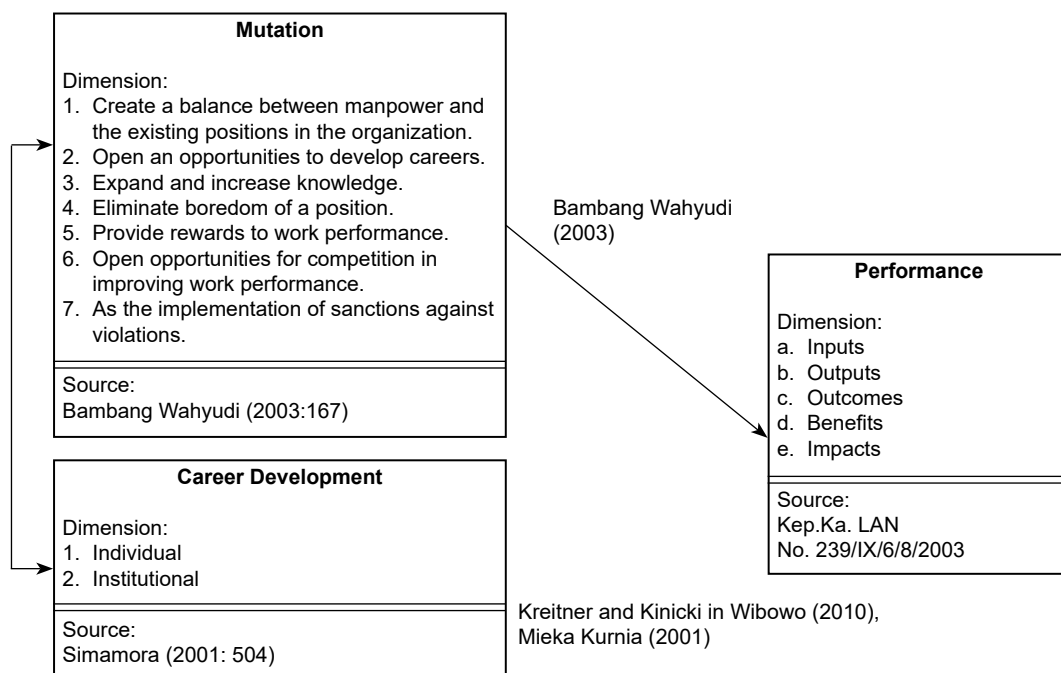 Mutation
Dimension:
1. Create a balance between manpower and
the existing positions in the organization.
2. Open an opportunities to develop careers.
3. Expand and increase knowledge.
4. Eliminate boredom of a position.
5. Provide rewards to work performance.
6. Open opportunities for competition in
improving work performance.
7. As the implementation of sanctions against
violations.
Source:
Bambang Wahyudi (2003:167)
Bambang Wahyudi
(2003)
Performance
Dimension:
a. Inputs
b. Outputs
c. Outcomes
d. Benefits
e. Impacts
Source:
Kep.Ka. LAN
No. 239/IX/6/8/2003
Career Development
Dimension:
1. Individual
2. Institutional
Source:
Simamora (2001: 504)
Kreitner and Kinicki in Wibowo (2010),
Mieka Kurnia (2001)